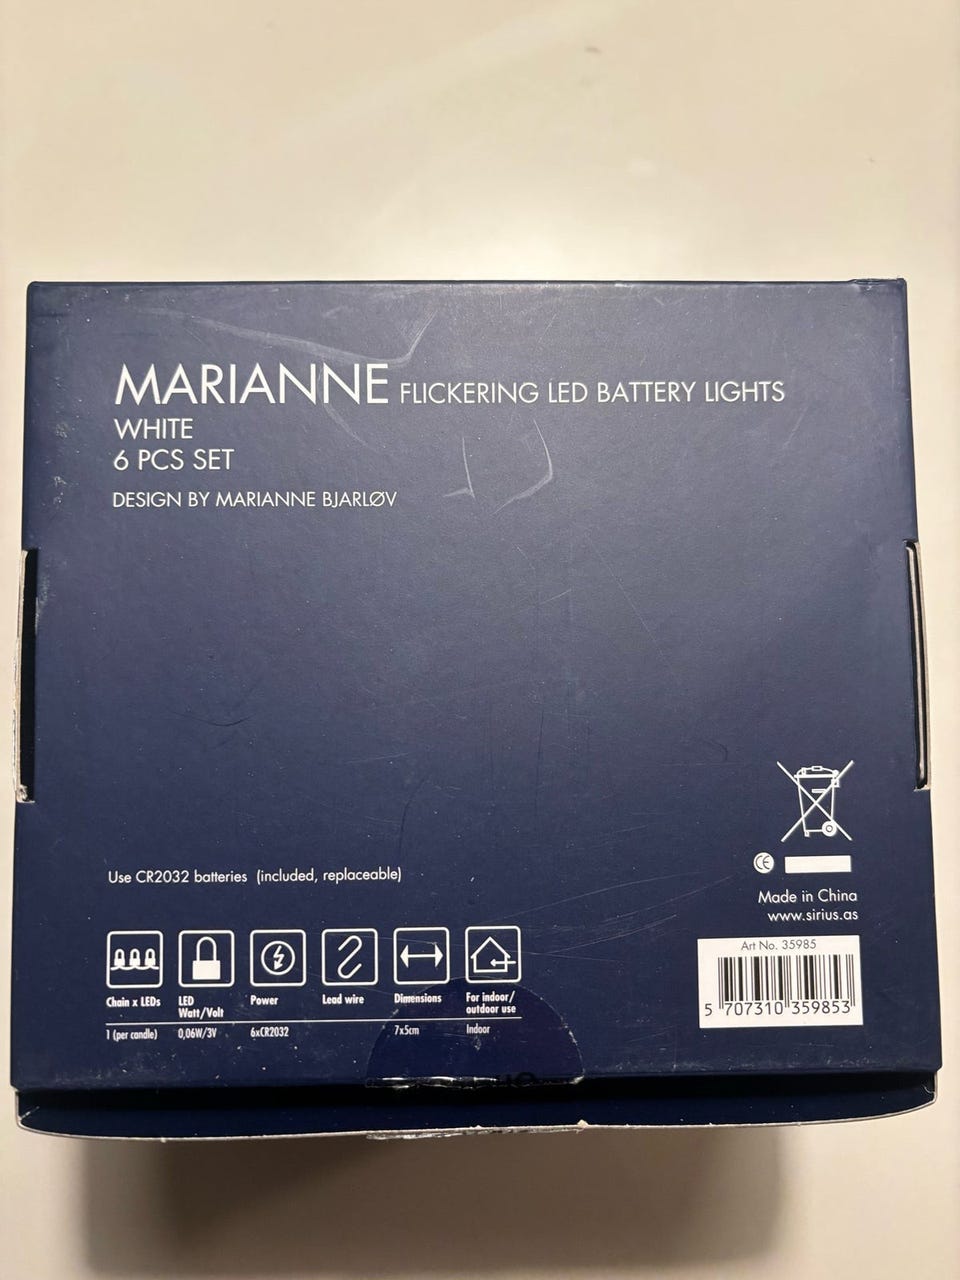 MARIANNE FLICKERING LED BATTERY LIGHTS
WHITE
6 PCS SET
DESIGN BY MARIANNE BJARLØV
Use CR2032 batteries (included, replaceable)
CE
Made in China
www.sirius.as
Art No. 35985
5 707310 359853
Chain x LEDs
LED Watt/Volt
Power
Lead wire
Dimensions
For indoor/ outdoor use
1 (per candle) 0,06W/3V 6xCR2032 7x5cm Indoor